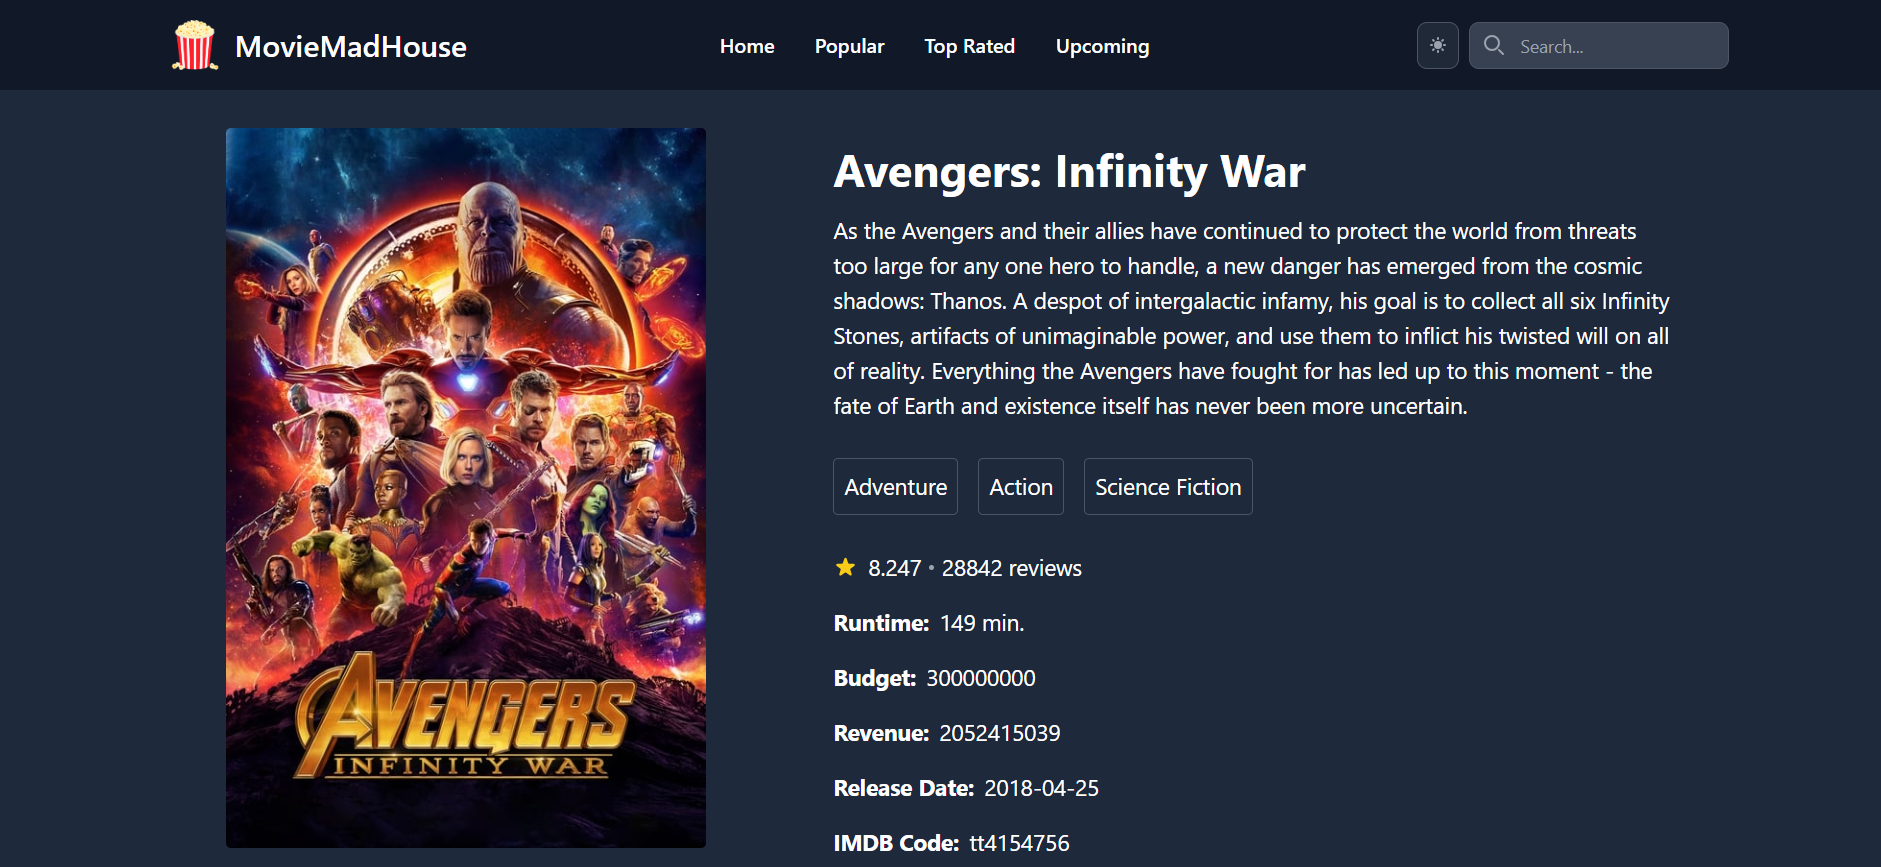 MovieMadHouse
Home Popular Top Rated Upcoming
Search...
Avengers: Infinity War
As the Avengers and their allies have continued to protect the world from threats
too large for any one hero to handle, a new danger has emerged from the cosmic
shadows: Thanos. A despot of intergalactic infamy, his goal is to collect all six Infinity
Stones, artifacts of unimaginable power, and use them to inflict his twisted will on all
of reality. Everything the Avengers have fought for has led up to this moment - the
fate of Earth and existence itself has never been more uncertain.
Adventure Action Science Fiction
8.247 • 28842 reviews
Runtime: 149 min.
Budget: 300000000
Revenue: 2052415039
Release Date: 2018-04-25
IMDB Code: tt4154756
AVENGERS
INFINITY WAR